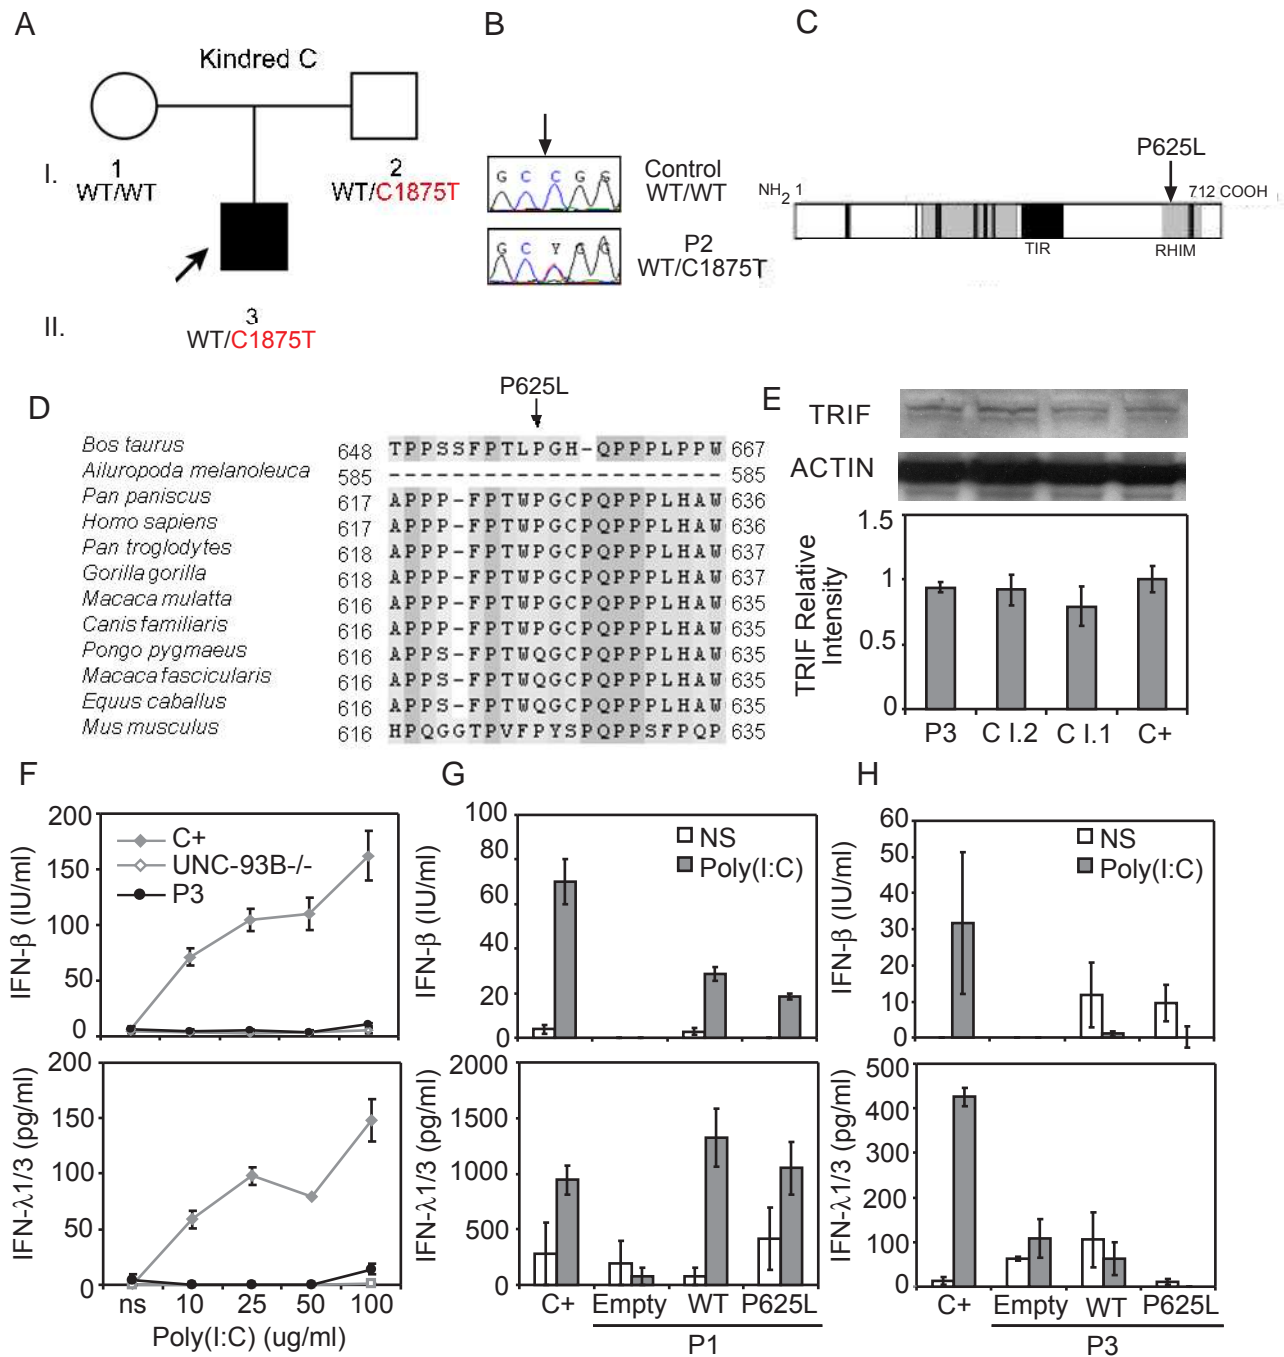 A
Kindred C
I.
1
WT/WT
2
WT/C1875T
II.
3
WT/C1875T
B
G C C G S
Control
WT/WT
G C Y G G
P2
WT/C1875T
C
P625L
NH2 1
712 COOH
TIR
RHIM
D
P625L
Bos taurus 648 TPPSSFPTLPGH-QPPPLPPW 667
Ailuropoda melanoleuca 585 -------------------- 585
Pan paniscus 617 APPP-FPTWPGCPQPPPLHAW 636
Homo sapiens 617 APPP-FPTWPGCPQPPPLHAW 636
Pan troglodytes 618 APPP-FPTWPGCPQPPPLHAW 637
Gorilla gorilla 618 APPP-FPTWPGCPQPPPLHAW 637
Macaca mulatta 616 APPP-FPTWPGCPQPPPLHAW 635
Canis familiaris 616 APPP-FPTWPGCPQPPPLHAW 635
Pongo pygmaeus 616 APPS-FPTWQGCPQPPPLHAW 635
Macaca fascicularis 616 APPS-FPTWQGCPQPPPLHAW 635
Equus caballus 616 APPS-FPTWQGCPQPPPLHAW 635
Mus musculus 616 HPQGGTPVFPYSPQPPSFPQP 635
E
TRIF
ACTIN
TRIF Relative
Intensity
1.5
1
0.5
0
P3 C I.2 C I.1 C+
F
IFN-β (IU/ml)
200
150
100
50
0
C+
UNC-93B-/-
P3
IFN-λ1/3 (pg/ml)
200
150
100
50
0
ns 10 25 50 100
Poly(I:C) (ug/ml)
G
IFN-β (IU/ml)
100
80
60
40
20
0
NS
Poly(I:C)
IFN-λ1/3 (pg/ml)
2000
1500
1000
500
0
C+ Empty WT P625L
P1
H
IFN-β (IU/ml)
60
50
40
30
20
10
0
NS
Poly(I:C)
IFN-λ1/3 (pg/ml)
500
400
300
200
100
0
C+ Empty WT P625L
P3